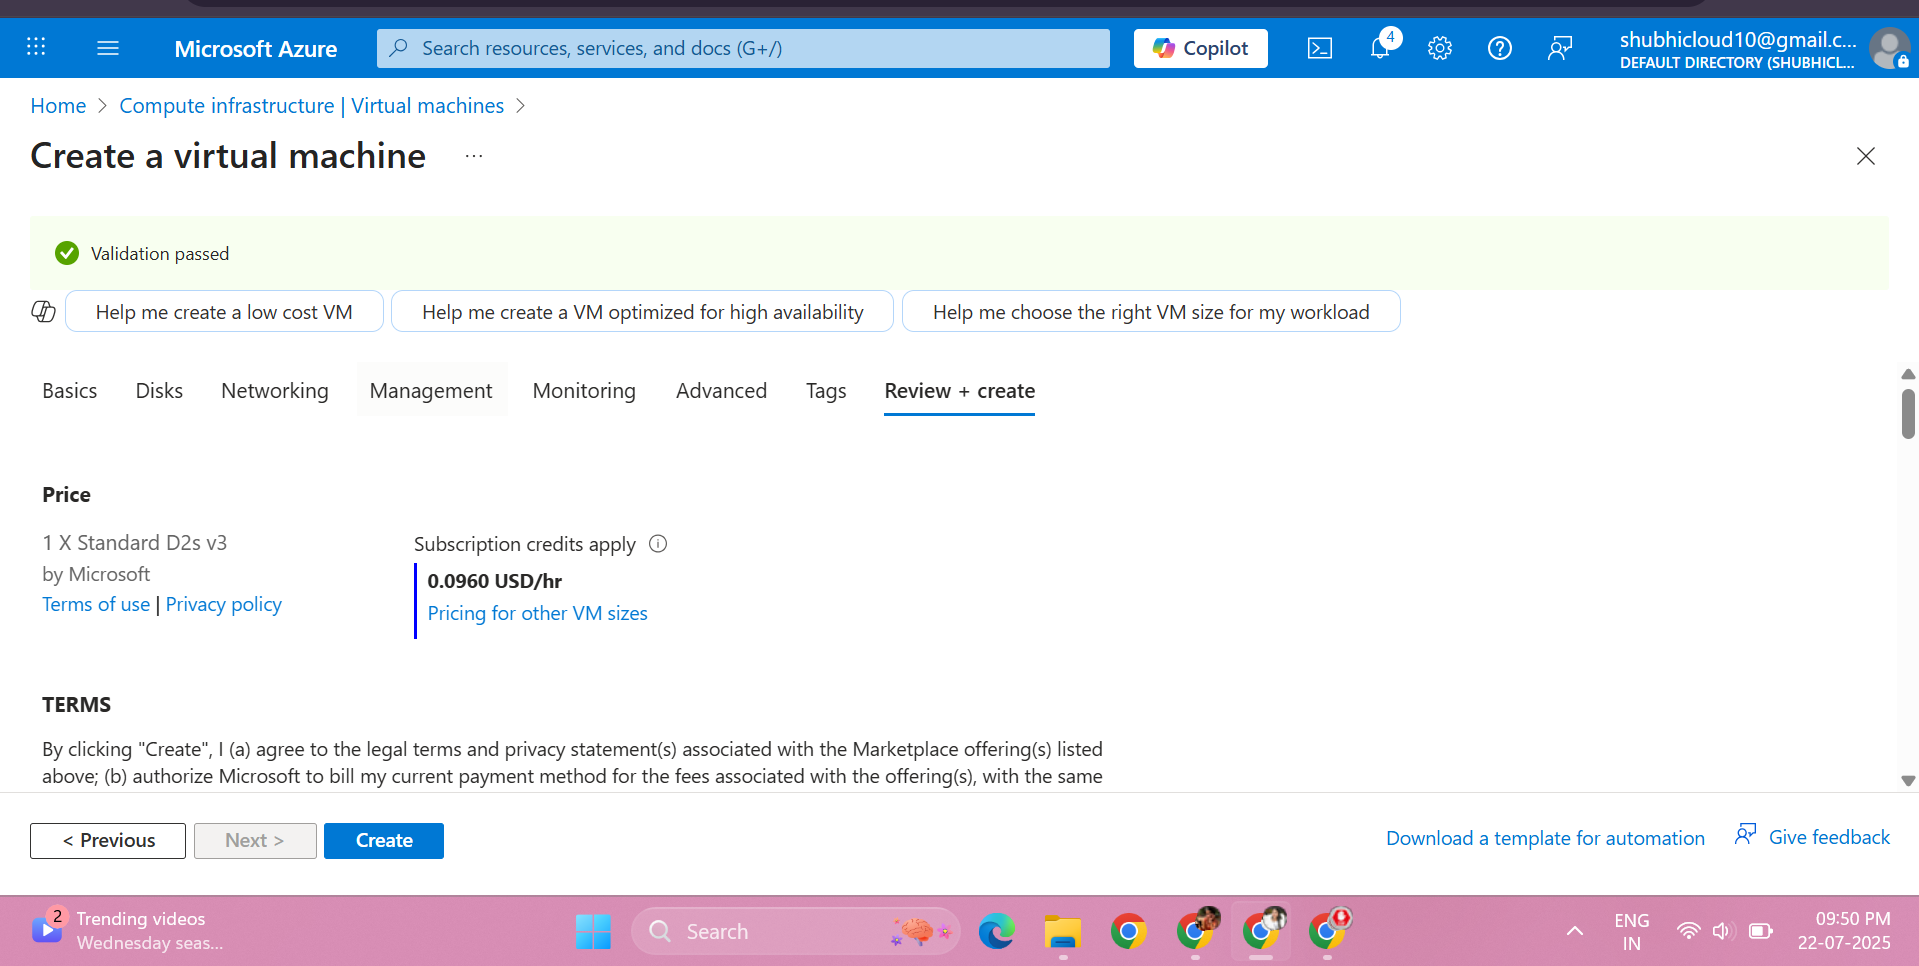 Microsoft Azure
Search resources, services, and docs (G+/)
Copilot
4
shubhicloud10@gmail.c...
DEFAULT DIRECTORY (SHUBHICL...
Home > Compute infrastructure | Virtual machines >
Create a virtual machine ...
Validation passed
Help me create a low cost VM
Help me create a VM optimized for high availability
Help me choose the right VM size for my workload
Basics Disks Networking Management Monitoring Advanced Tags Review + create
Price
1 X Standard D2s v3
by Microsoft
Terms of use | Privacy policy
Subscription credits apply
0.0960 USD/hr
Pricing for other VM sizes
TERMS
By clicking "Create", I (a) agree to the legal terms and privacy statement(s) associated with the Marketplace offering(s) listed
above; (b) authorize Microsoft to bill my current payment method for the fees associated with the offering(s), with the same
< Previous
Next >
Create
Download a template for automation
Give feedback
2
Trending videos
Wednesday seas...
Search
ENG
IN
09:50 PM
22-07-2025